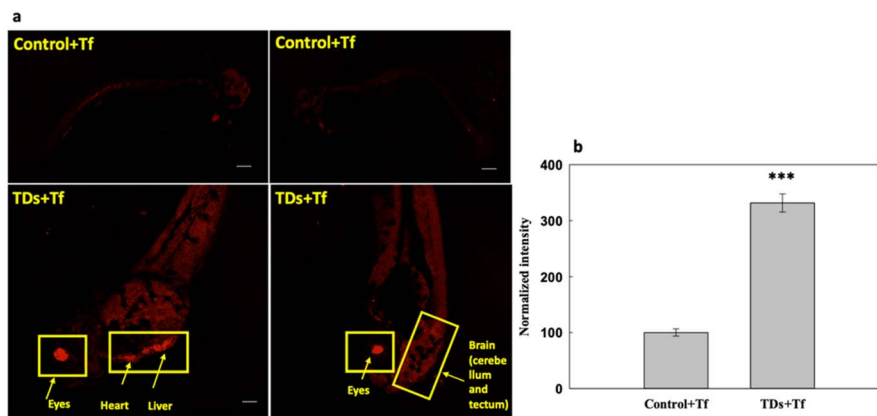 a
Control+Tf
Control+Tf
TDs+Tf
TDs+Tf
Eyes
Heart
Liver
Eyes
Brain
(cerebe
llum
and
tectum)
b
***
400
300
200
100
0
Normalized intensity
Control+Tf
TDs+Tf